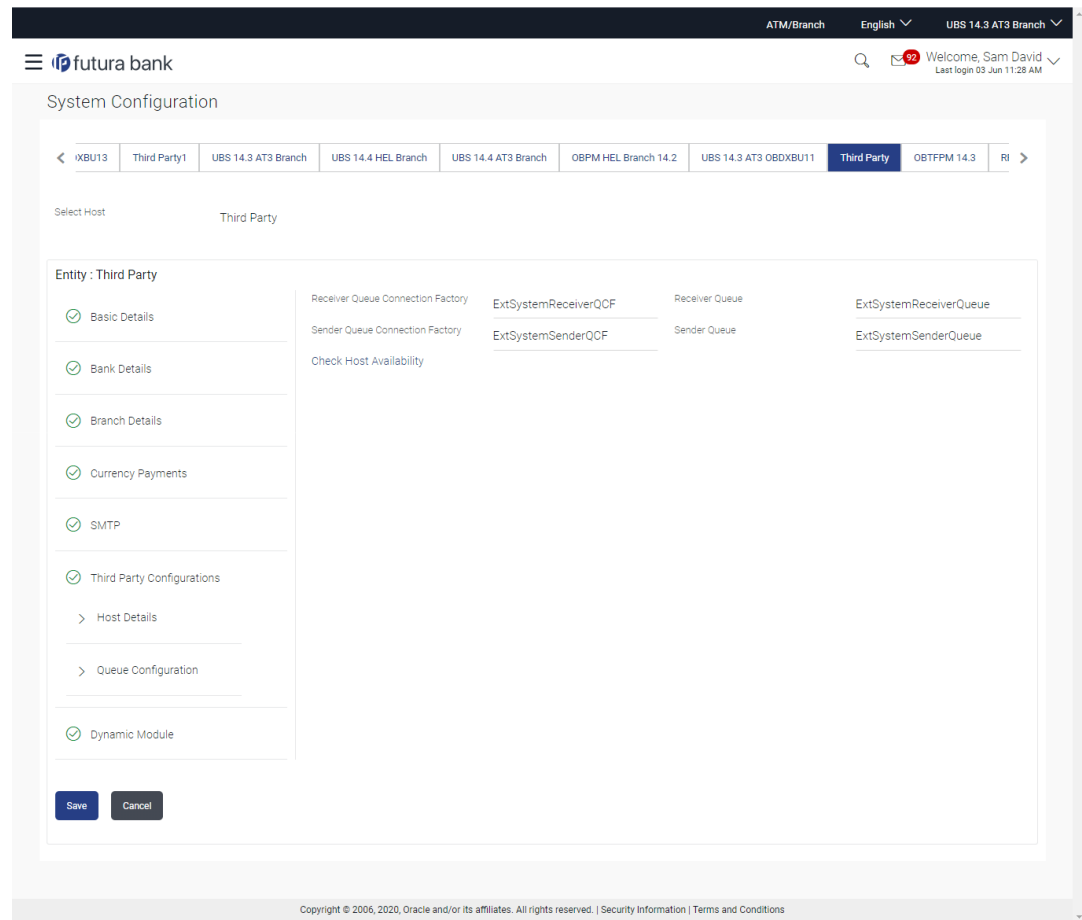 ATM/Branch English UBS 14.3 AT3 Branch
futura bank 92 Welcome, Sam David
Last login 03 Jun 11:28 AM
System Configuration
XBU13 Third Party1 UBS 14.3 AT3 Branch UBS 14.4 HEL Branch UBS 14.4 AT3 Branch OBPM HEL Branch 14.2 UBS 14.3 AT3 OBDXBU11 Third Party OBTFPM 14.3
Select Host Third Party
Entity : Third Party
Receiver Queue Connection Factory ExtSystemReceiverQCF Receiver Queue ExtSystemReceiverQueue
Basic Details
Sender Queue Connection Factory ExtSystemSenderQCF Sender Queue ExtSystemSenderQueue
Check Host Availability
Bank Details
Branch Details
Currency Payments
SMTP
Third Party Configurations
Host Details
Queue Configuration
Dynamic Module
Save Cancel
Copyright © 2006, 2020, Oracle and/or its affiliates. All rights reserved. | Security Information | Terms and Conditions